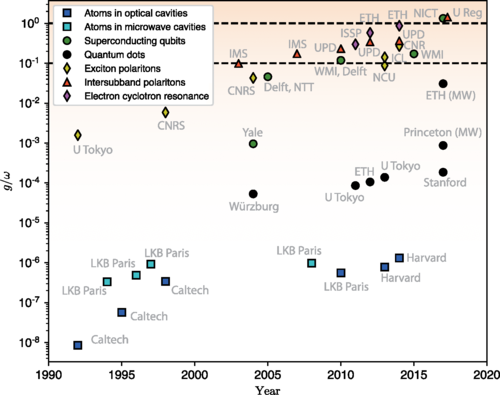 Atoms in optical cavities
Atoms in microwave cavities
Superconducting qubits
Quantum dots
Exciton polaritons
Intersubband polaritons
Electron cyclotron resonance
ETH
ETH
NICT
U Reg
ISSP
UPD
IMS
IMS
UPD
UPD
CNR
ICL
WMI
WMI, Delft
NCU
CNRS
Delft, NTT
ETH (MW)
CNRS
U Tokyo
Yale
Princeton (MW)
Würzburg
ETH
U Tokyo
U Tokyo
Stanford
LKB Paris
LKB Paris
LKB Paris
Caltech
LKB Paris
LKB Paris
Harvard
Harvard
Caltech
Caltech
10⁰
10⁻¹
10⁻²
10⁻³
10⁻⁴
10⁻⁵
10⁻⁶
10⁻⁷
10⁻⁸
g/ω
1990 1995 2000 2005 2010 2015 2020
Year